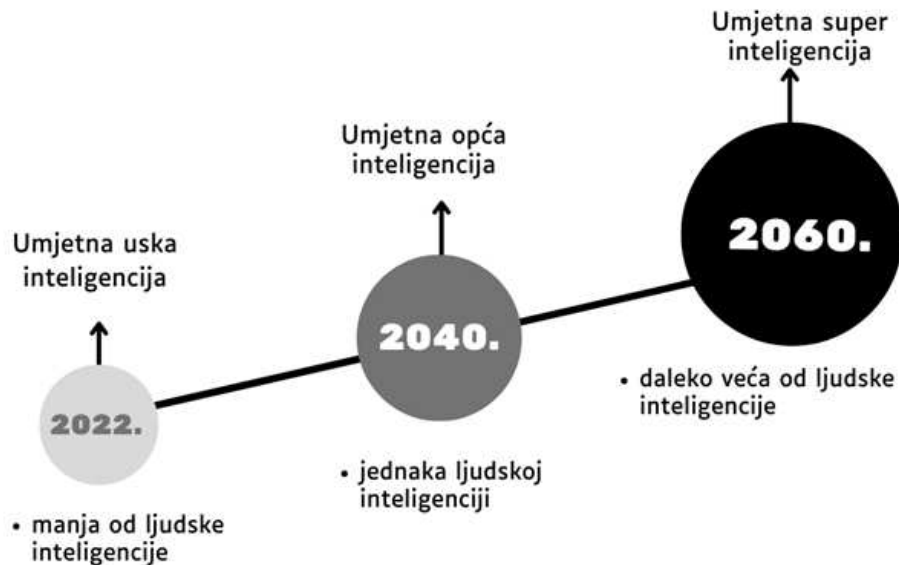 Umjetna uska
inteligencija
2022.
• manja od ljudske
inteligencije
Umjetna opća
inteligencija
2040.
• jednaka ljudskoj
inteligenciji
Umjetna super
inteligencija
2060.
• daleko veća od ljudske
inteligencije